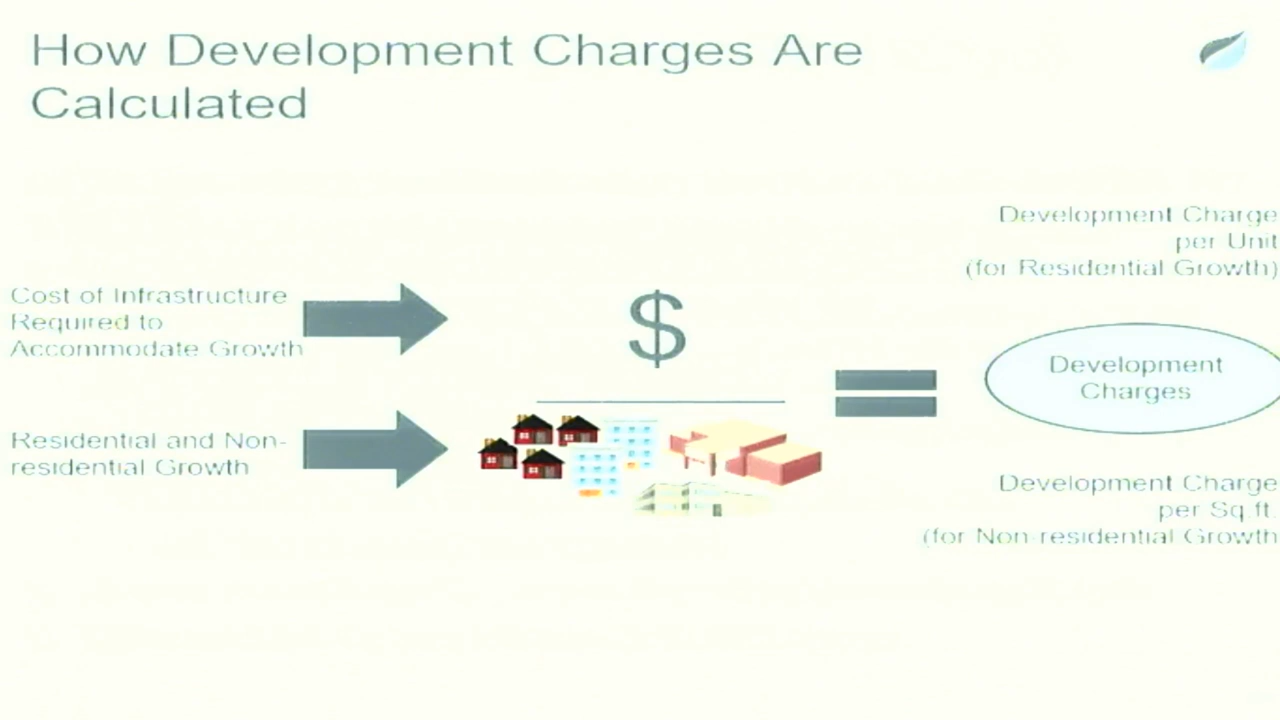 How Development Charges Are
Calculated
Development Charge
per Unit
(for Residential Growth)
Cost of Infrastructure
Required to
Accommodate Growth
$
Development
Charges
Residential and Non-
residential Growth
Development Charge
per Sq.ft.
(for Non-residential Growth